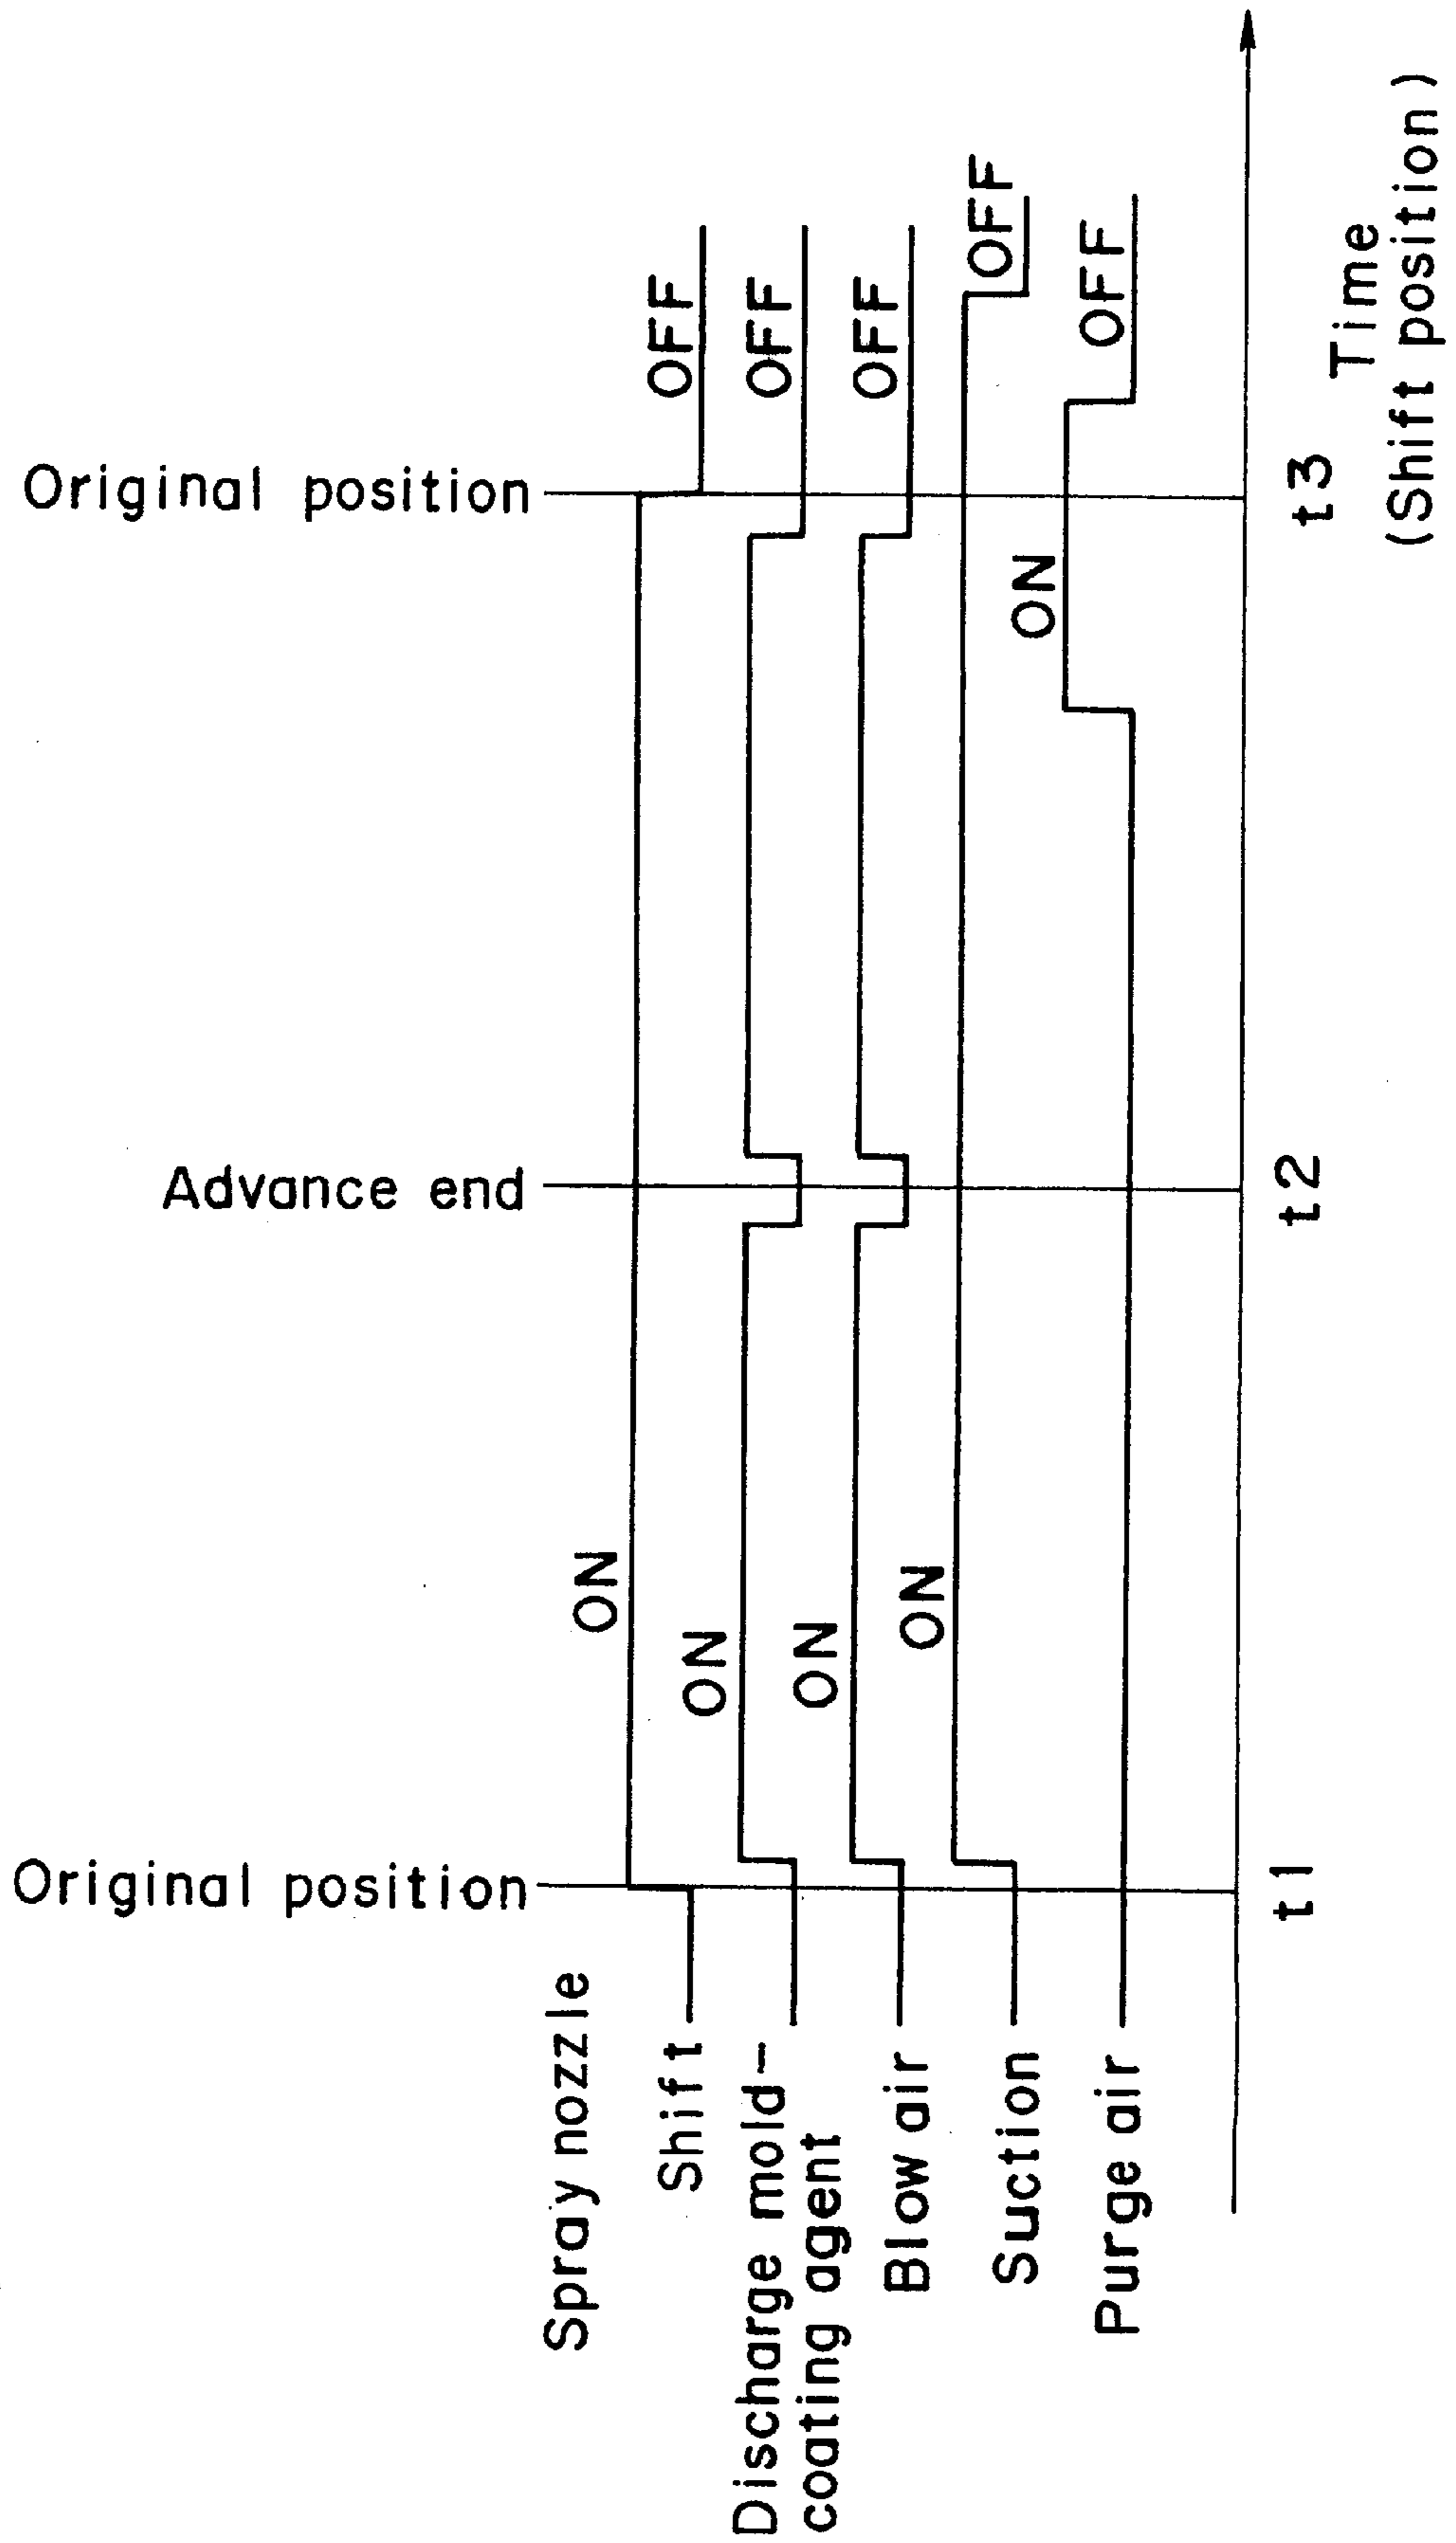 Original position
Advance end
Original position
Spray nozzle
Shift
ON
OFF
Discharge mold-
coating agent
ON
OFF
Blow air
ON
OFF
Suction
ON
OFF
Purge air
ON
OFF
t1
t2
t3
Time
(Shift position)